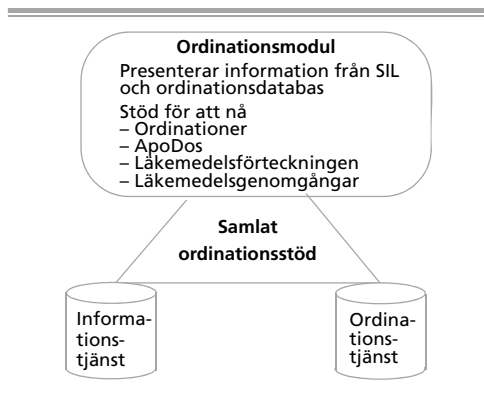 Ordinationsmodul
Presenterar information från SIL
och ordinationsdatabas
Stöd för att nå
– Ordinationer
– ApoDos
– Läkemedelsförteckningen
– Läkemedelsgenomgångar
Samlat
ordinationsstöd
Informa-
tions-
tjänst
Ordina-
tions-
tjänst